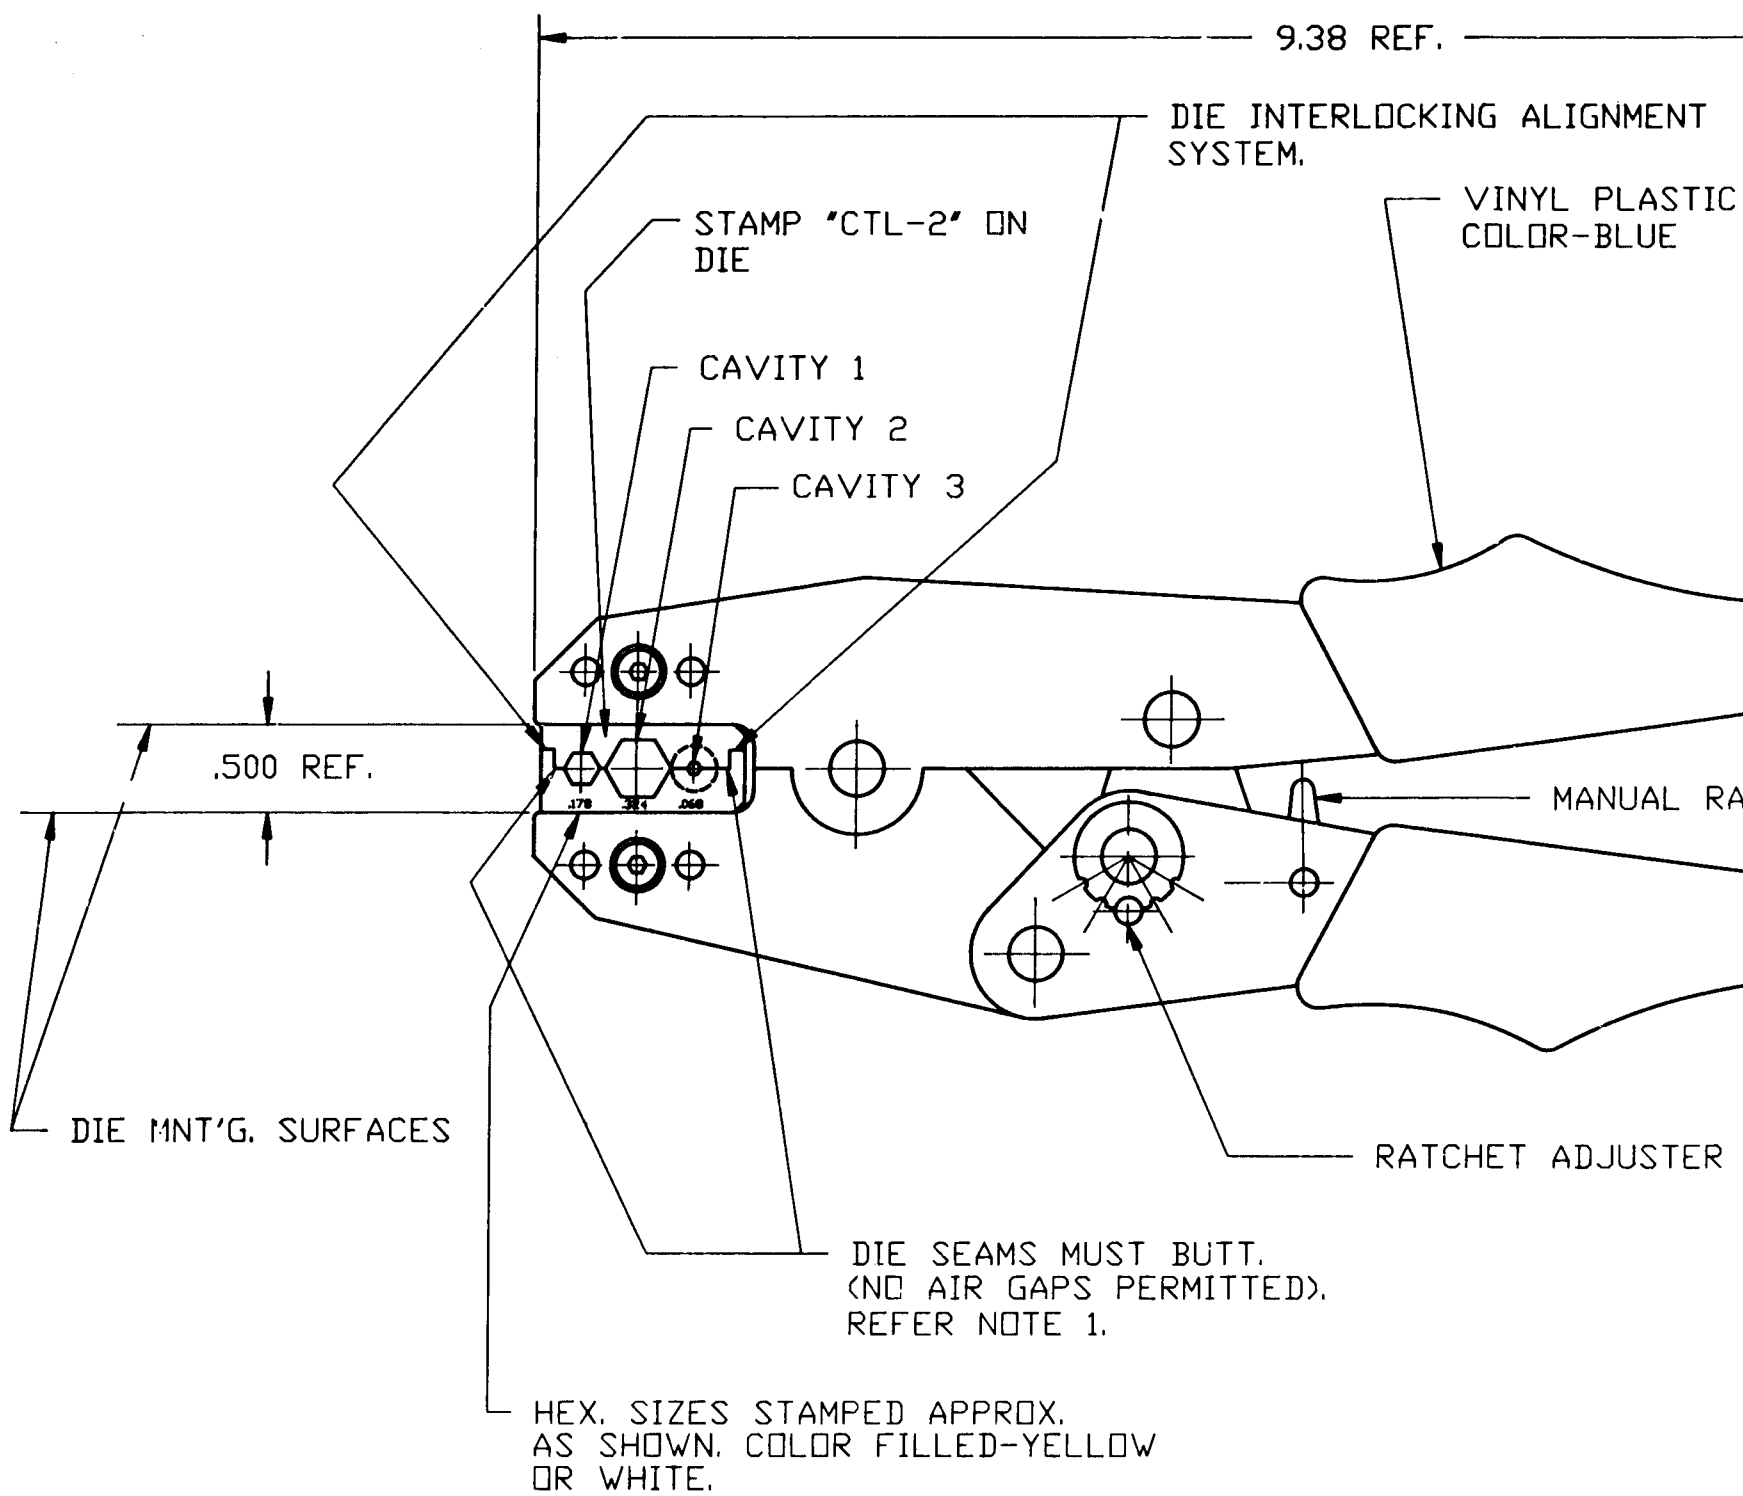 9.38 REF.
DIE INTERLOCKING ALIGNMENT
SYSTEM.
VINYL PLASTIC
COLOR-BLUE
STAMP "CTL-2" ON
DIE
CAVITY 1
CAVITY 2
CAVITY 3
.500 REF.
.178 .324 .068
MANUAL RA
DIE MNT'G. SURFACES
RATCHET ADJUSTER
DIE SEAMS MUST BUTT.
(NO AIR GAPS PERMITTED).
REFER NOTE 1.
HEX. SIZES STAMPED APPROX.
AS SHOWN. COLOR FILLED-YELLOW
OR WHITE.